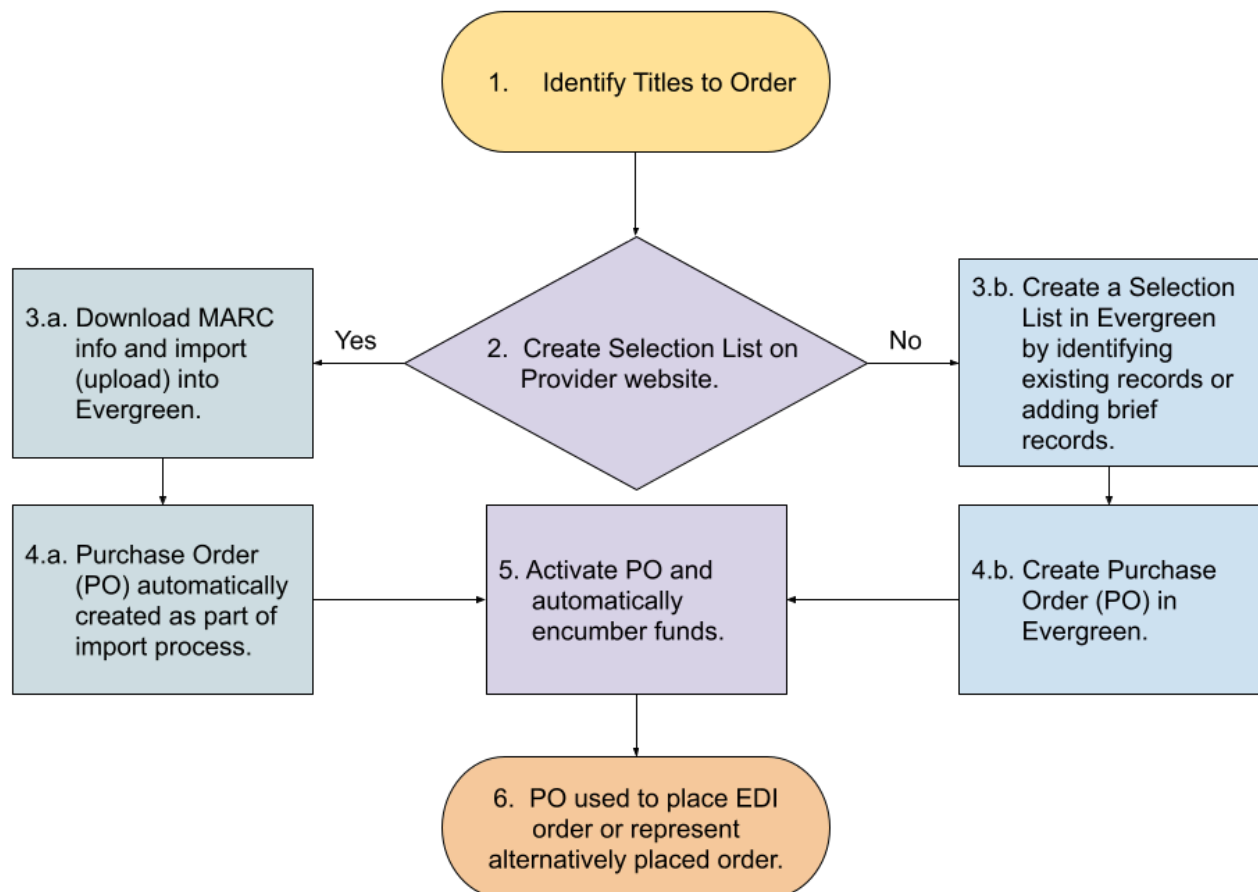 1. Identify Titles to Order
2. Create Selection List on
Provider website.
Yes
No
3.a. Download MARC
info and import
(upload) into
Evergreen.
3.b. Create a Selection
List in Evergreen
by identifying
existing records or
adding brief
records.
4.a. Purchase Order
(PO) automatically
created as part of
import process.
4.b. Create Purchase
Order (PO) in
Evergreen.
5. Activate PO and
automatically
encumber funds.
6. PO used to place EDI
order or represent
alternatively placed order.